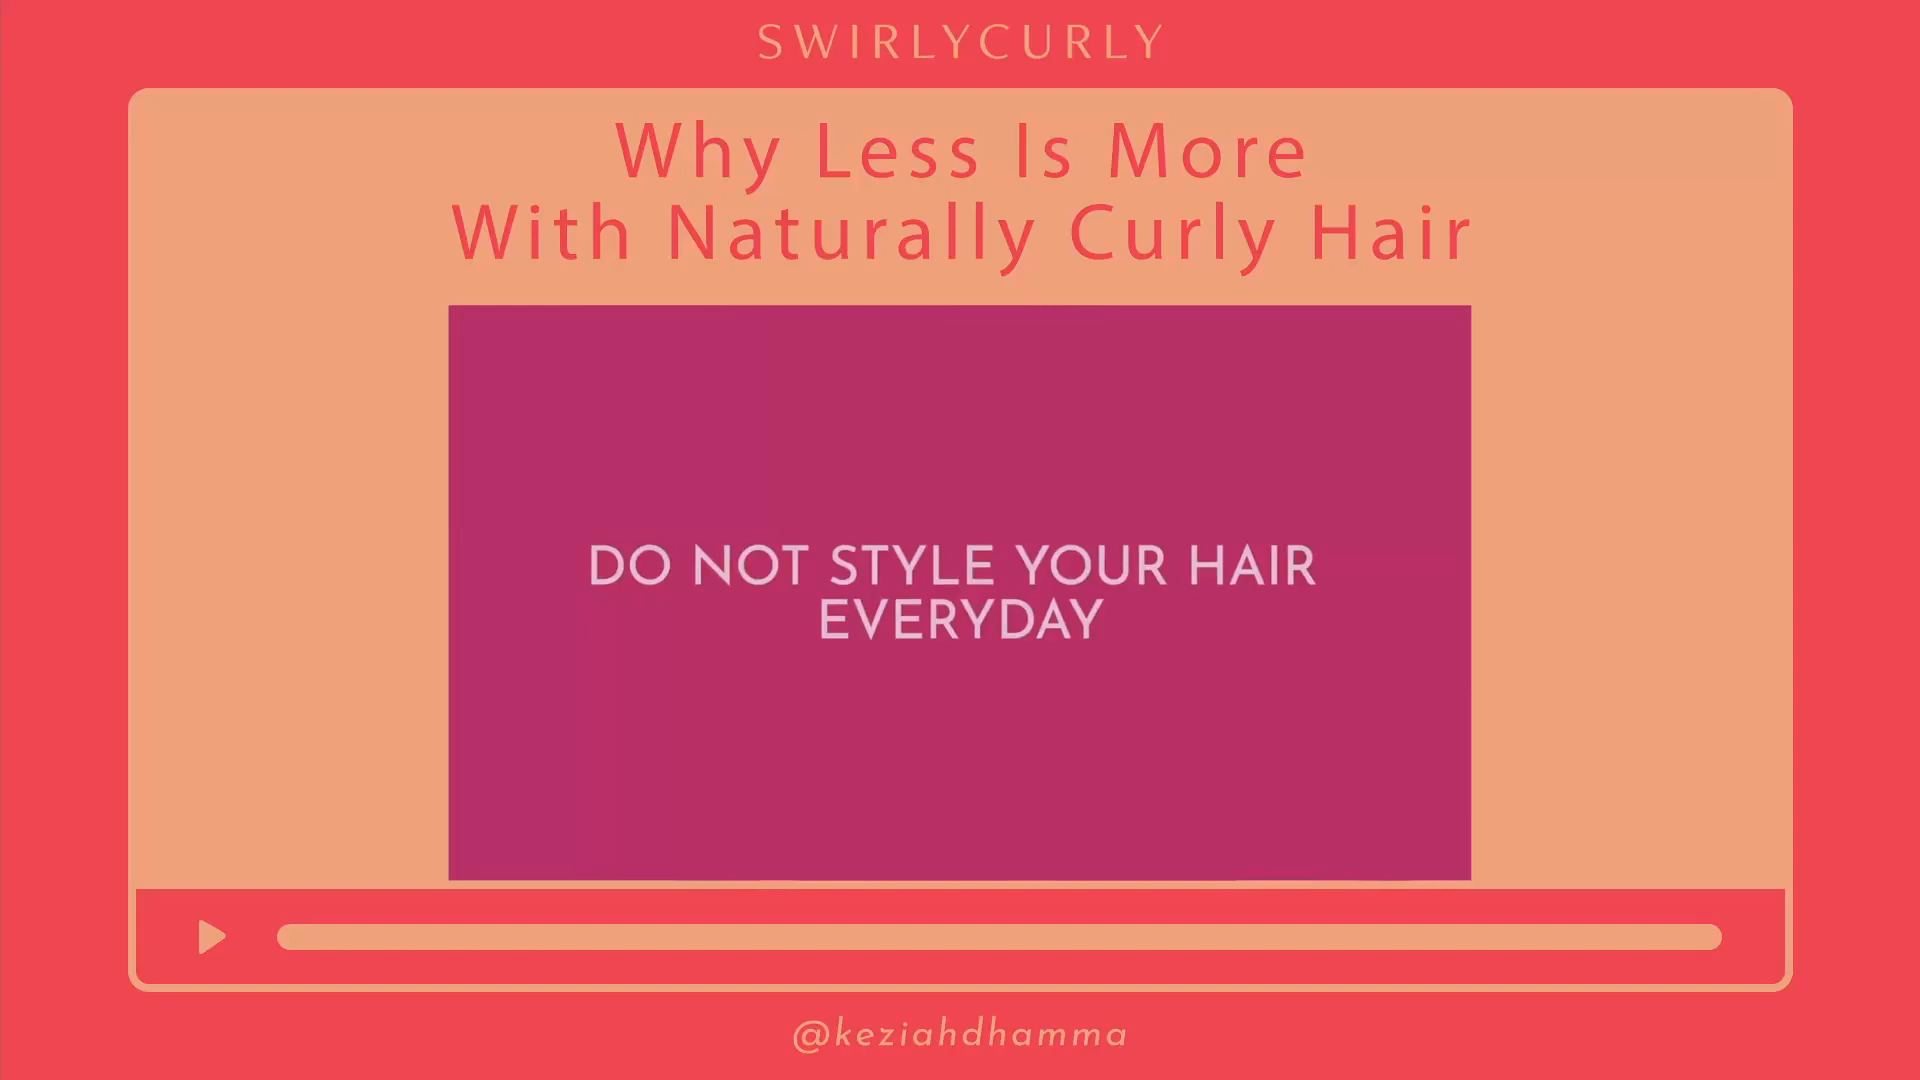 SWIRLYCURLY
Why Less Is More
With Naturally Curly Hair
DO NOT STYLE YOUR HAIR
EVERYDAY
@keziahdhamma